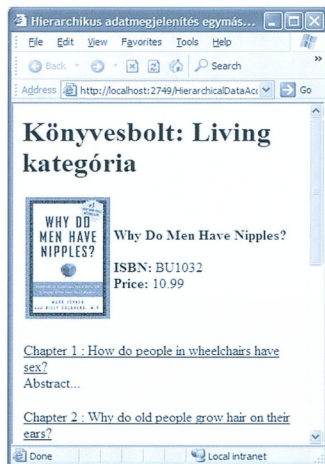 Hierarchikus adatmegjelenítés egymás...
File Edit View Favorites Tools Help
Back Search
Address http://localhost:2749/HierarchicalDataAcc Go
Könyvesbolt: Living
kategória
#1
WHY DO
MEN HAVE
NIPPLES?
Why Do Men Have Nipples?
ISBN: BU1032
Price: 10.99
Chapter 1 : How do people in wheelchairs have
sex?
Abstract...
Chapter 2 : Why do old people grow hair on their
ears?
Done Local intranet